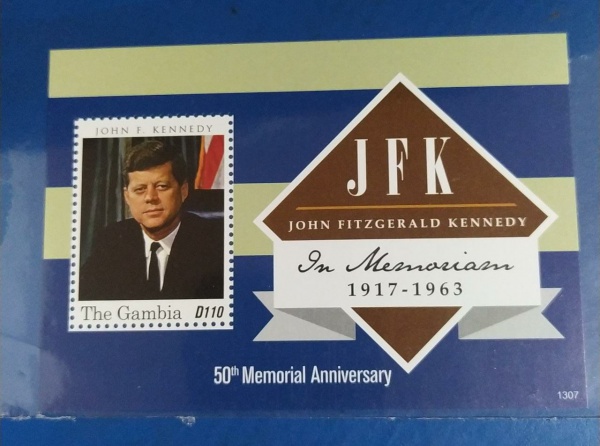 JOHN F. KENNEDY
The Gambia D110
JFK
JOHN FITZGERALD KENNEDY
In Memoriam
1917-1963
50th Memorial Anniversary
1307